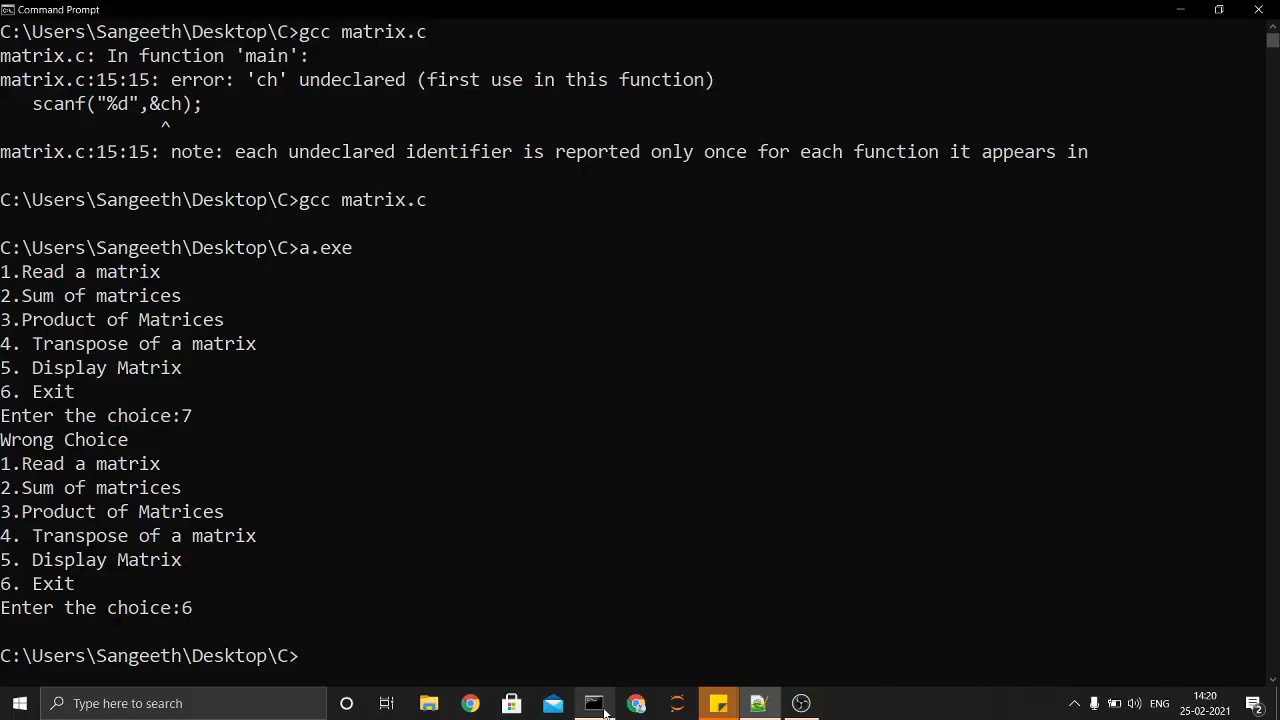 Command Prompt
C:\Users\Sangeeth\Desktop\C>gcc matrix.c
matrix.c: In function 'main':
matrix.c:15:15: error: 'ch' undeclared (first use in this function)
   scanf("%d",&ch);
               ^
matrix.c:15:15: note: each undeclared identifier is reported only once for each function it appears in
C:\Users\Sangeeth\Desktop\C>gcc matrix.c
C:\Users\Sangeeth\Desktop\C>a.exe
1.Read a matrix
2.Sum of matrices
3.Product of Matrices
4. Transpose of a matrix
5. Display Matrix
6. Exit
Enter the choice:7
Wrong Choice
1.Read a matrix
2.Sum of matrices
3.Product of Matrices
4. Transpose of a matrix
5. Display Matrix
6. Exit
Enter the choice:6
C:\Users\Sangeeth\Desktop\C>
Type here to search
ENG
14:20
25-02-2021
2